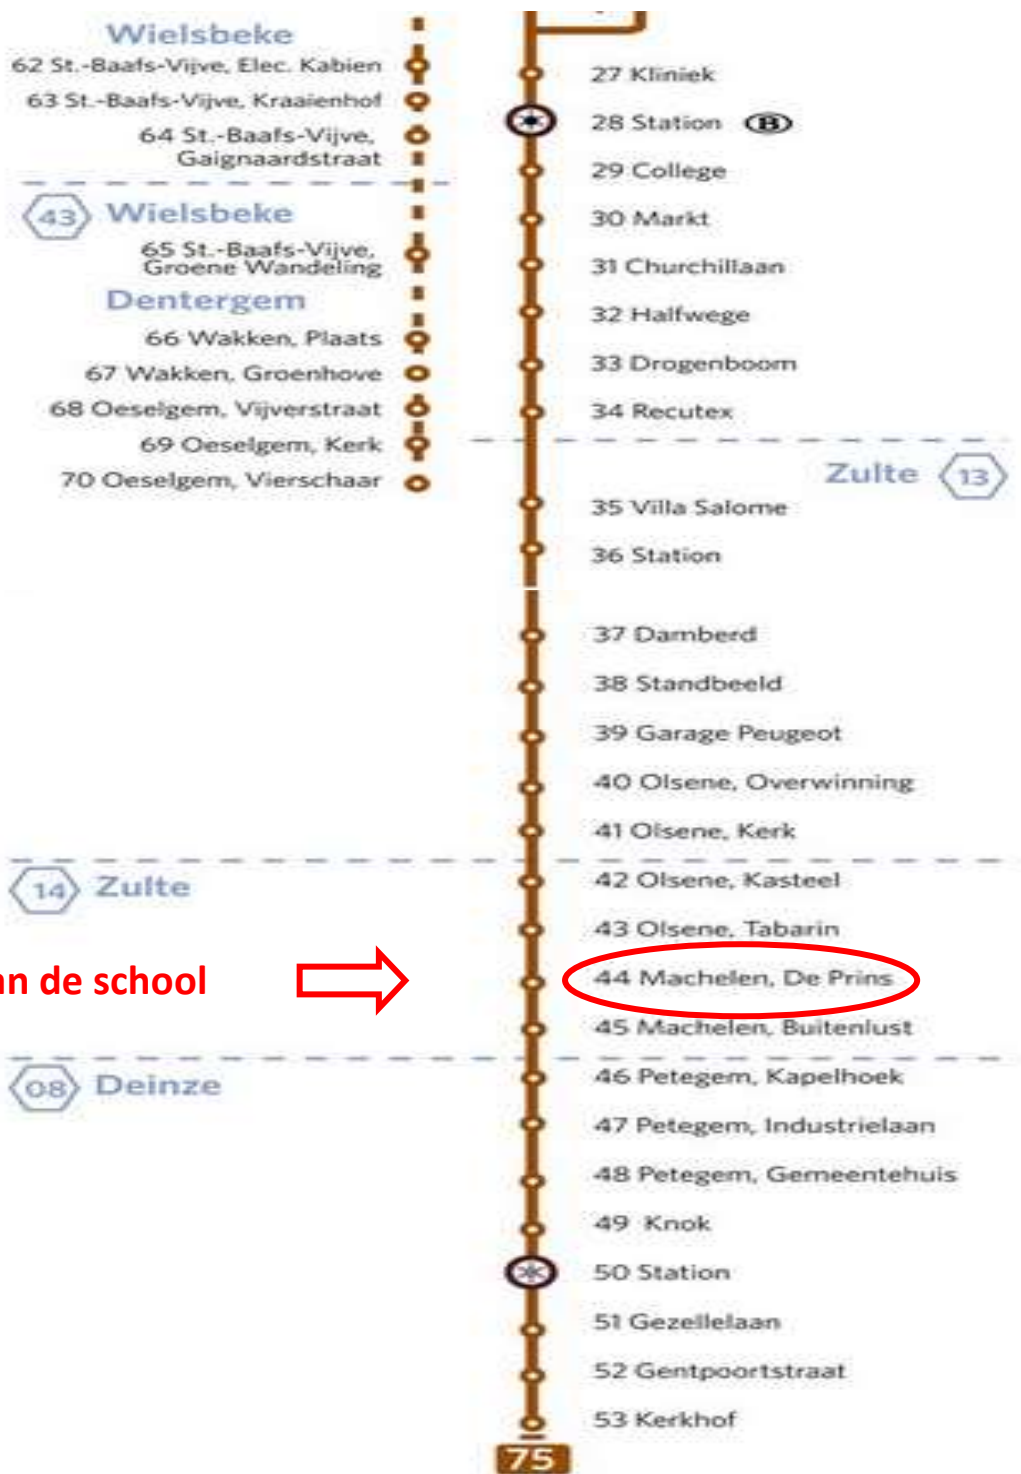 Wielsbeke
62 St.-Baafs-Vijve, Elec. Kabien
63 St.-Baafs-Vijve, Kraaienhof
64 St.-Baafs-Vijve,
Gaignaardstraat
43 Wielsbeke
65 St.-Baafs-Vijve,
Groene Wandeling
Dentergem
66 Wakken, Plaats
67 Wakken, Groenhove
68 Oeselgem, Vijverstraat
69 Oeselgem, Kerk
70 Oeselgem, Vierschaar
27 Kliniek
28 Station B
29 College
30 Markt
31 Churchillaan
32 Halfwege
33 Drogenboom
34 Recutex
Zulte 13
35 Villa Salome
36 Station
37 Damberd
38 Standbeeld
39 Garage Peugeot
40 Olsene, Overwinning
41 Olsene, Kerk
14 Zulte
42 Olsene, Kasteel
43 Olsene, Tabarin
an de school
44 Machelen, De Prins
45 Machelen, Buitenlust
08 Deinze
46 Petegem, Kapelhoek
47 Petegem, Industrielaan
48 Petegem, Gemeentehuis
49 Knok
50 Station
51 Gezellelaan
52 Gentpoortstraat
53 Kerkhof
75